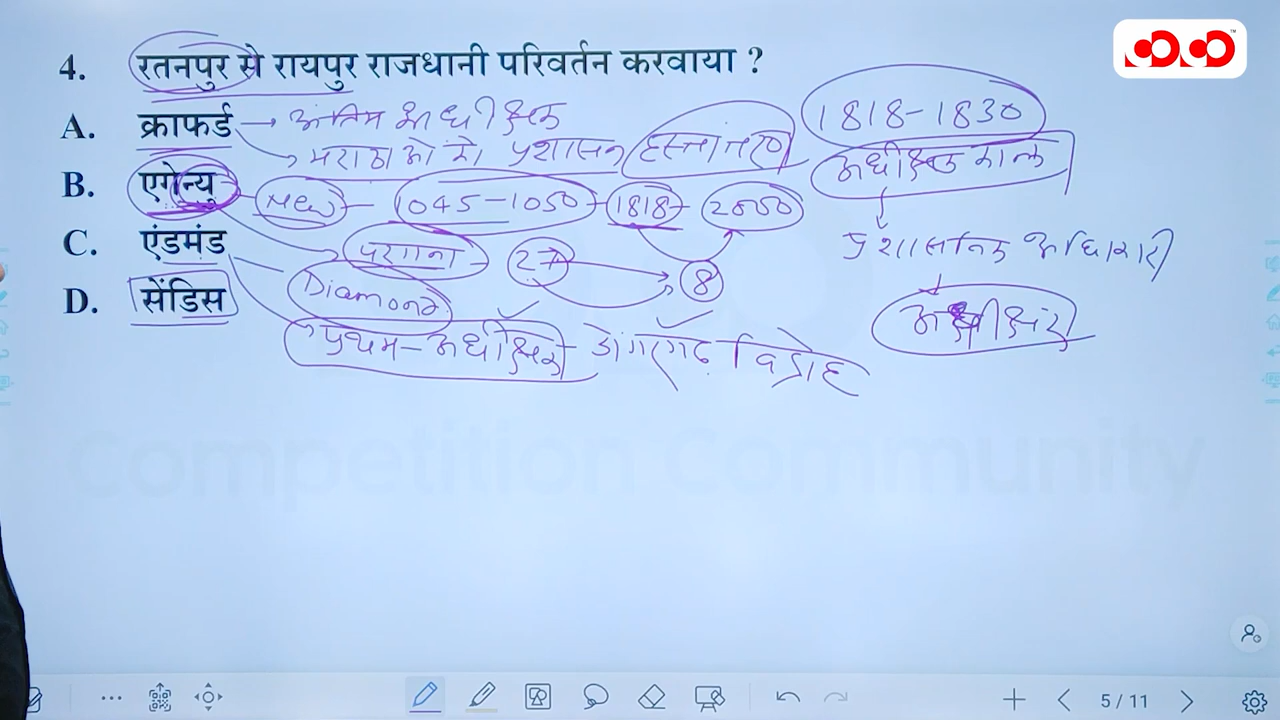 4. रतनपुर से रायपुर राजधानी परिवर्तन करवाया ?
1818-1830
A. क्राफर्ड → अंतिम अधीक्षक
→ मराठाओं को प्रशासन हस्तांतरण
अधीक्षक काल
B. एगेन्यू New - 1045-1050 - 1818 - 2000
परगना 27 8
प्रशासनिक अधिकारी
C. एंडमंड
Diamond
D. सेंडिस
प्रथम - अधीक्षक डोंगरगढ़ विद्रोह
Competition Community
5 / 11